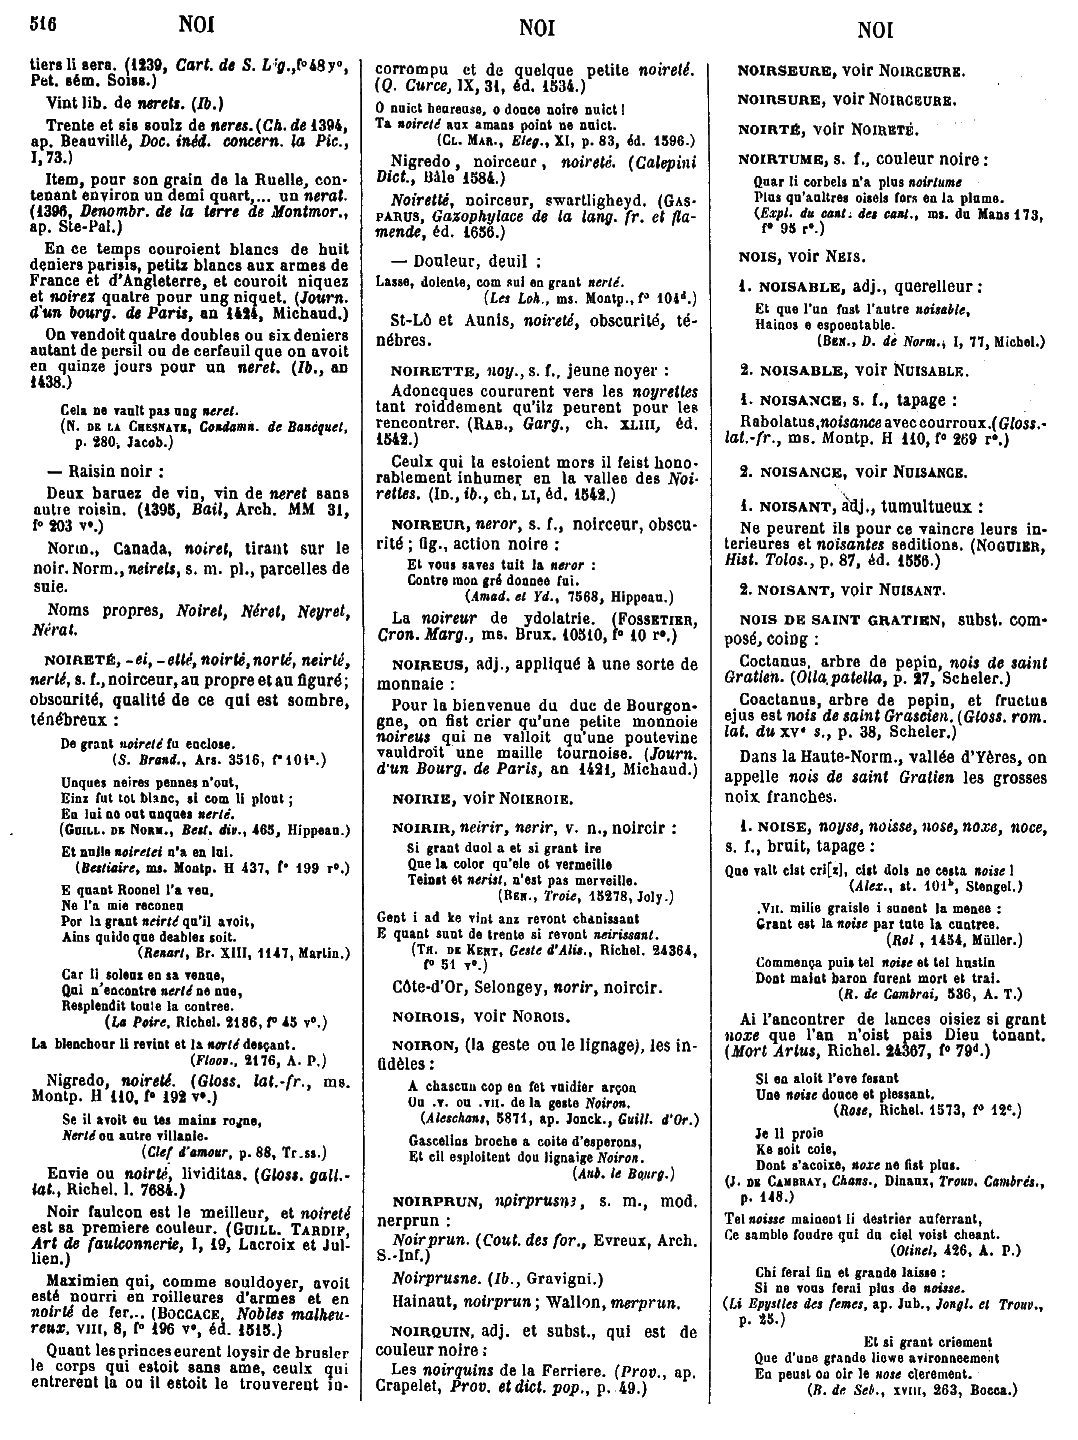 516 NOI NOI NOI
tiers li sera. (1239, Cart. de S. Lig., f° 48 v°,
Pet. sém. Soiss.)
Vint lib. de nerets. (Ib.)
Trente et sis soulz de neres. (Ch. de 1394,
ap. Beauvillé, Doc. inéd. concern. la Pic.,
I, 73.)
Item, pour son grain de la Ruelle, con-
tenant environ un demi quart,... un nerat.
(1396, Denombr. de la terre de Montmor.,
ap. Ste-Pal.)
En ce temps couroient blancs de huit
deniers parisis, petitz blancs aux armes de
France et d'Angleterre, et couroit niquez
et noirez quatre pour ung niquet. (Journ.
d'un bourg. de Paris, an 1424, Michaud.)
On vendoit quatre doubles ou six deniers
autant de persil ou de cerfeuil que on avoit
en quinze jours pour un neret. (Ib., an
1438.)
Cela ne vault pas ung neret.
(N. DE LA CHESNAYE, Condamn. de Bancquet,
p. 280, Jacob.)
— Raisin noir :
Deux baruez de vin, vin de neret sans
autre roisin. (1395, Bail, Arch. MM 31,
f° 203 v°.)
Norm., Canada, noiret, tirant sur le
noir. Norm., neirets, s. m. pl., parcelles de
suie.
Noms propres, Noiret, Néret, Neyret,
Nérat.
NOIRETÉ, -ei, -etté, noirté, norté, neirté,
nerté, s. f., noirceur, au propre et au figuré ;
obscurité, qualité de ce qui est sombre,
ténébreux :
De grant noireté fu enclose.
(S. Brand., Ars. 3516, f° 101ª.)
Unques neires pennes n'out,
Einz fut tot blanc, si com li plout ;
En lui ne out unques nerté.
(GUILL. DE NORM., Best. div., 465, Hippeau.)
Et nulle noiretei n'a en lui.
(Bestiaire, ms. Montp. H 437, f° 199 r°.)
E quant Roonel l'a veu,
Ne l'a mie reconeu
Por la grant neirté qu'il avoit,
Ains quide que deables soit.
(Renart, Br. XIII, 1147, Martin.)
Car li solenz en sa venue,
Qui n'encontre nerté ne nue,
Resplendit toute la contree.
(La Poire, Richel. 2186, f° 45 v°.)
La blenchour li revint et la norté desçant.
(Floov., 2176, A. P.)
Nigredo, noireté. (Gloss. lat.-fr., ms.
Montp. H 110, f° 192 v°.)
Se il avoit eu tes mains rogne,
Nerté ou autre villanie.
(Clef d'amour, p. 88, Tross.)
Envie ou noirté, lividitas. (Gloss. gall.-
lat., Richel. l. 7684.)
Noir faulcon est le meilleur, et noireté
est sa premiere couleur. (GUILL. TARDIF,
Art de faulconnerie, I, 19, Lacroix et Jul-
lien.)
Maximien qui, comme souldoyer, avoit
esté nourri en roilleures d'armes et en
noirté de fer... (BOCCACE, Nobles malheu-
reux, VIII, 8, f° 196 v°, éd. 1515.)
Quant les princes eurent loysir de brusler
le corps qui estoit sans ame, ceulx qui
entrerent la ou il estoit le trouverent in-
corrompu et de quelque petite noireté.
(Q. Curce, IX, 31, éd. 1534.)
O nuict heureuse, o douce noire nuict !
Ta noireté aux amans point ne nuict.
(CL. MAR., Eleg., XI, p. 83, éd. 1596.)
Nigredo, noirceur, noireté. (Calepini
Dict., Bâle 1584.)
Noiretté, noirceur, swartligheyd. (GAS-
PARUS, Gazophylace de la lang. fr. et fla-
mende, éd. 1656.)
— Douleur, deuil :
Lasse, dolente, com sui en grant nerté.
(Les Loh., ms. Montp., f° 104ᵈ.)
St-Lô et Aunis, noireté, obscurité, té-
nébres.
NOIRETTE, noy., s. f., jeune noyer :
Adoncques coururent vers les noyrettes
tant roiddement qu'ilz peurent pour les
rencontrer. (RAB., Garg., ch. XLIII, éd.
1542.)
Ceulx qui la estoient mors il feist hono-
rablement inhumer en la vallee des Noi-
rettes. (ID., ib., ch, LI, éd. 1542.)
NOIREUR, neror, s. f., noirceur, obscu-
rité ; fig., action noire :
Et vous saves tuit la neror :
Contre mon gré donnee fui.
(Amad. et Yd., 7568, Hippeau.)
La noireur de ydolatrie. (FOSSETIER,
Cron. Marg., ms. Brux. 10510, f° 10 r°.)
NOIREUS, adj., appliqué à une sorte de
monnaie :
Pour la bienvenue du duc de Bourgon-
gne, on fist crier qu'une petite monnoie
noireus qui ne valloit qu'une poutevine
vauldroit une maille tournoise. (Journ.
d'un Bourg. de Paris, an 1421, Michaud.)
NOIRIE, voir NOIEROIE.
NOIRIR, neirir, nerir, v. n., noircir :
Si grant duol a et si grant ire
Que la color qu'ele ot vermeille
Teinst et nerist, n'est pas merveille.
(BEN., Troie, 15278, Joly.)
Gent i ad ke vint anz revont chanissant
E quant sunt de trente si revont neirissant.
(TH. DE KENT, Geste d'Alis., Richel. 24364,
f° 51 v°.)
Côte-d'Or, Selongey, norir, noircir.
NOIROIS, voir NOROIS.
NOIRON, (la geste ou le lignage), les in-
fidèles :
A chascun cop en fet vuidier arçon
Ou .v. ou .vii. de la geste Noiron.
(Aleschans, 5871, ap. Jonck., Guill. d'Or.)
Gascelins broche a coite d'esperons,
Et cil esploitent dou lignaige Noiron.
(Aub. le Bourg.)
NOIRPRUN, noirprusne, s. m., mod.
nerprun :
Noirprun. (Cout. des for., Evreux, Arch.
S.-Inf.)
Noirprusne. (Ib., Gravigni.)
Hainaut, noirprun ; Wallon, merprun.
NOIRQUIN, adj. et subst., qui est de
couleur noire :
Les noirquins de la Ferriere. (Prov., ap.
Crapelet, Prov. et dict. pop., p. 49.)
NOIRSEURE, voir NOIRCEURE.
NOIRSURE, voir NOIRCEURE.
NOIRTÉ, voir NOIRETÉ.
NOIRTUME, s. f., couleur noire :
Quar li corbels n'a plus noirtume
Plus qu'aultres oisels fors en la plume.
(Expl. du cant. des cant., ms. du Mans 173,
f° 95 r°.)
NOIS, voir NEIS.
1. NOISABLE, adj., querelleur :
Et que l'un fust l'autre noisable,
Hainos e espoentable.
(BEN., D. de Norm., I, 77, Michel.)
2. NOISABLE, voir NUISABLE.
1. NOISANCE, s. f., tapage :
Rabolatus, noisance avec courroux. (Gloss.-
lat.-fr., ms. Montp. H 110, f° 269 r°.)
2. NOISANCE, voir NUISANCE.
1. NOISANT, adj., tumultueux :
Ne peurent ils pour ce vaincre leurs in-
terieures et noisantes seditions. (NOGUIER,
Hist. Tolos., p. 87, éd. 1556.)
2. NOISANT, voir NUISANT.
NOIS DE SAINT GRATIEN, subst. com-
posé, coing :
Coctanus, arbre de pepin, nois de saint
Gratien. (Olla patella, p. 27, Scheler.)
Coactanus, arbre de pepin, et fructus
ejus est nois de saint Grascien. (Gloss. rom.
lat. du XVᵉ s., p. 38, Scheler.)
Dans la Haute-Norm., vallée d'Yères, on
appelle nois de saint Gratien les grosses
noix franches.
1. NOISE, noyse, noisse, nose, noxe, noce,
s. f., bruit, tapage :
Que valt cist cri[z], cist dols ne cesta noise !
(Alex., st. 101ᵇ, Stengel.)
.Vii. milie graisle i sunent la menee :
Grant est la noise par tute la cuntree.
(Rol , 1454, Müller.)
Commença puis tel noise et tel hustin
Dont maint baron furent mort et trai.
(R. de Cambrai, 536, A. T.)
Ai l'ancontrer de lances oisiez si grant
noxe que l'an n'oist pais Dieu tonant.
(Mort Artus, Richel. 24367, f° 79ᵈ.)
Si en aloit l'eve fesant
Une noise douce et plessant.
(Rose, Richel. 1573, f° 12ᶜ.)
Je li proie
Ke soit coie,
Dont s'acoixe, noxe ne fist plus.
(J. DE CAMBRAY, Chans., Dinaux, Trouv. Cambrés.,
p. 148.)
Tel noisse mainent li destrier auferrant,
Ce samble foudre qui du ciel voist cheant.
(Otinel, 426, A. P.)
Chi ferai fin et grande laisse :
Si ne vous ferai plus de noisse.
(Li Epystles des femes, ap. Jub., Jongl. et Trouv.,
p. 25.)
Et si grant criement
Que d'une grande liewe avironneement
En peust on oir le nose clerement.
(B. de Seb., XVIII, 263, Bocca.)